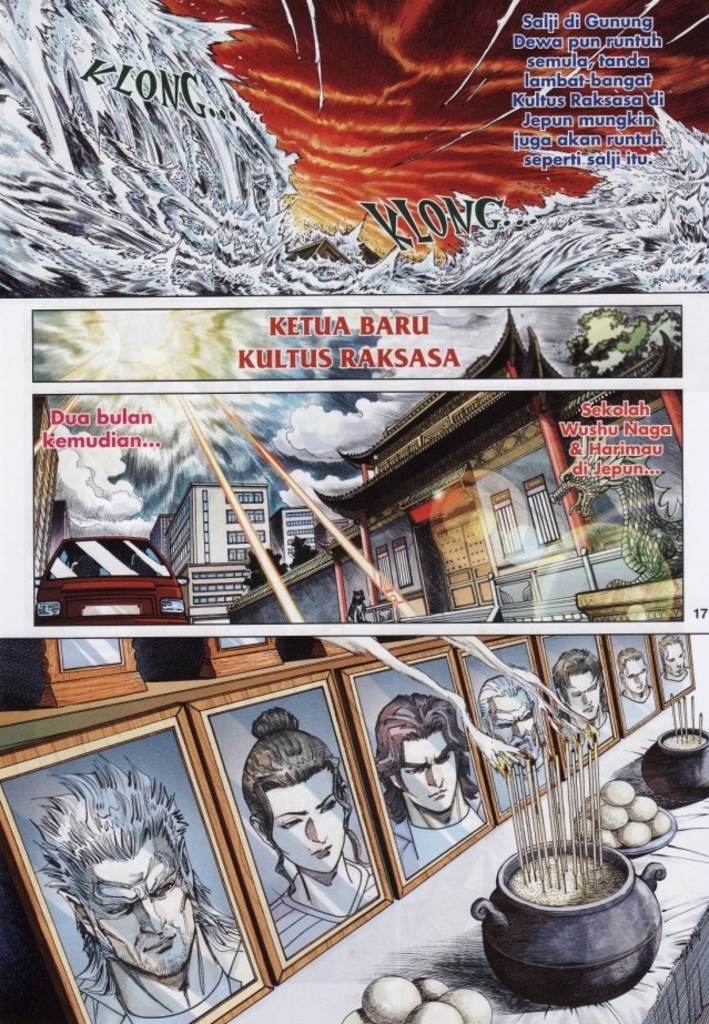 Salji di Gunung
Dewa pun runtuh
semula, tanda
lambat-bangat
Kultus Raksasa di
Jepun mungkin
juga akan runtuh
seperti salji itu.
KLONG...
KLONG...
KETUA BARU
KULTUS RAKSASA
Dua bulan
kemudian...
Sekolah
Wushu Naga
& Harimau
di Jepun...
17